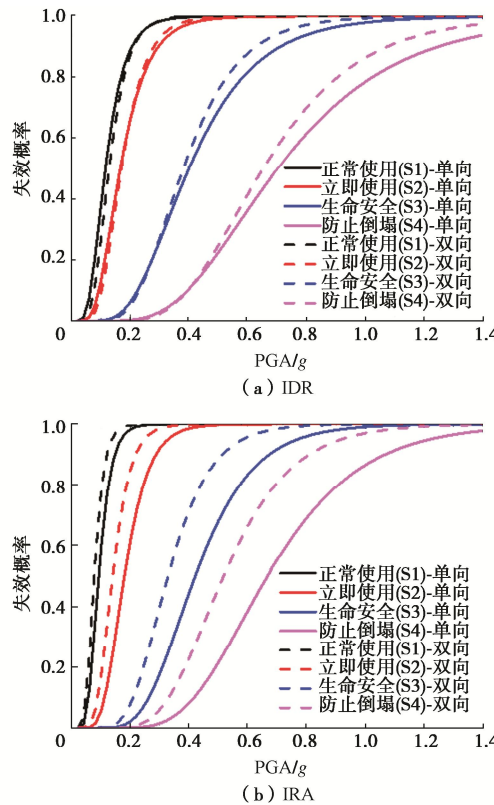 1.0
0.8
0.6
0.4
0.2
失效概率
正常使用(S1)-单向
立即使用(S2)-单向
生命安全(S3)-单向
防止倒塌(S4)-单向
正常使用(S1)-双向
立即使用(S2)-双向
生命安全(S3)-双向
防止倒塌(S4)-双向
0 0.2 0.4 0.6 0.8 1.0 1.2 1.4
PGA/g
(a) IDR
1.0
0.8
0.6
0.4
0.2
失效概率
正常使用(S1)-单向
立即使用(S2)-单向
生命安全(S3)-单向
防止倒塌(S4)-单向
正常使用(S1)-双向
立即使用(S2)-双向
生命安全(S3)-双向
防止倒塌(S4)-双向
0 0.2 0.4 0.6 0.8 1.0 1.2 1.4
PGA/g
(b) IRA